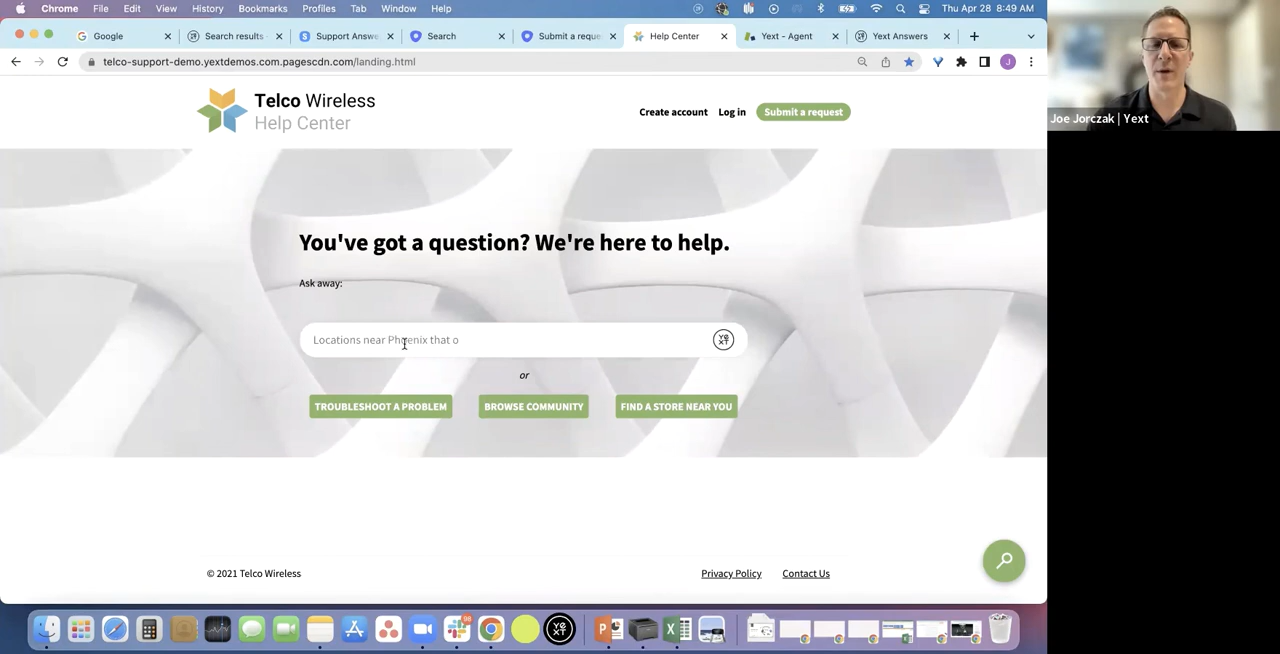 Chrome File Edit View History Bookmarks Profiles Tab Window Help Thu Apr 28 8:49 AM
Google Search results - Support Answe Search Submit a reque Help Center Yext - Agent Yext Answers
telco-support-demo.yextdemos.com.pagescdn.com/landing.html
J
Joe Jorczak | Yext
Telco Wireless
Help Center
Create account Log in Submit a request
You've got a question? We're here to help.
Ask away:
Locations near Phoenix that o
YEXT
or
TROUBLESHOOT A PROBLEM BROWSE COMMUNITY FIND A STORE NEAR YOU
© 2021 Telco Wireless Privacy Policy Contact Us
98
YEXT